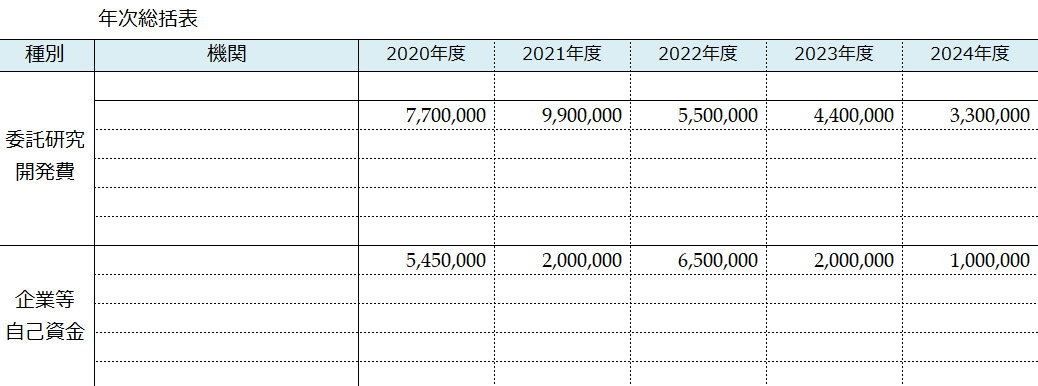 年次総括表
種別 機関 2020年度 2021年度 2022年度 2023年度 2024年度
委託研究
開発費
7,700,000 9,900,000 5,500,000 4,400,000 3,300,000
企業等
自己資金
5,450,000 2,000,000 6,500,000 2,000,000 1,000,000